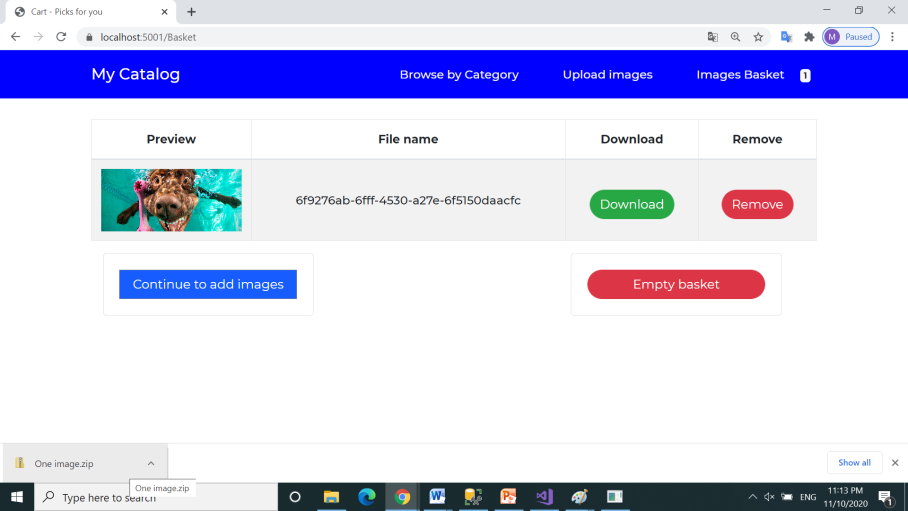 Cart - Picks for you
localhost:5001/Basket
M Paused
My Catalog Browse by Category Upload images Images Basket 1
Preview File name Download Remove
6f9276ab-6fff-4530-a27e-6f5150daacfc Download Remove
Continue to add images Empty basket
One image.zip Show all
One image.zip
Type here to search
ENG 11:13 PM
11/10/2020
1